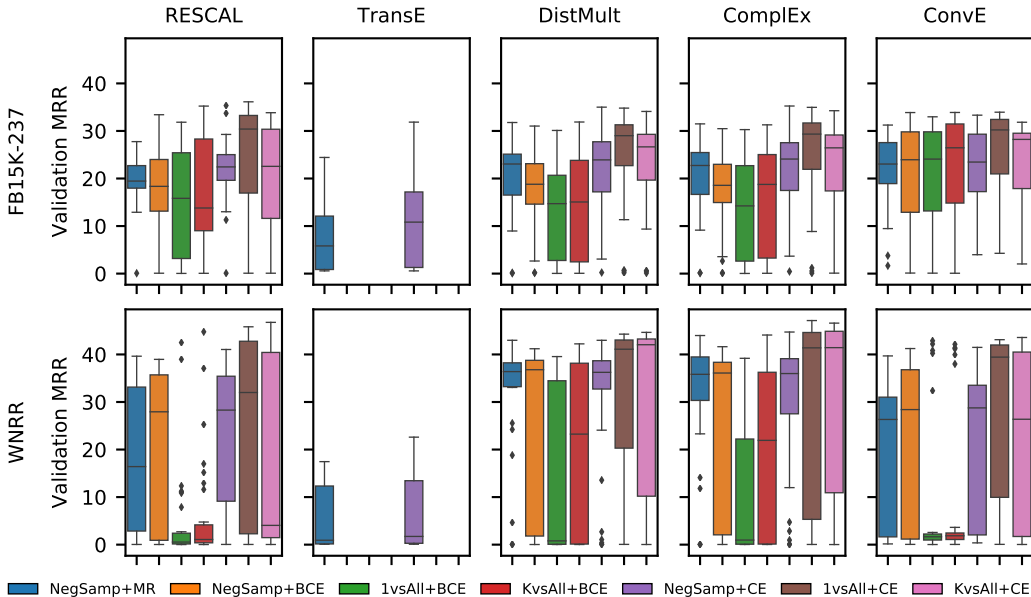 RESCAL TransE DistMult ComplEx ConvE
FB15K-237
Validation MRR
40
30
20
10
0
WNRR
Validation MRR
40
30
20
10
0
NegSamp+MR NegSamp+BCE 1vsAll+BCE KvsAll+BCE NegSamp+CE 1vsAll+CE KvsAll+CE